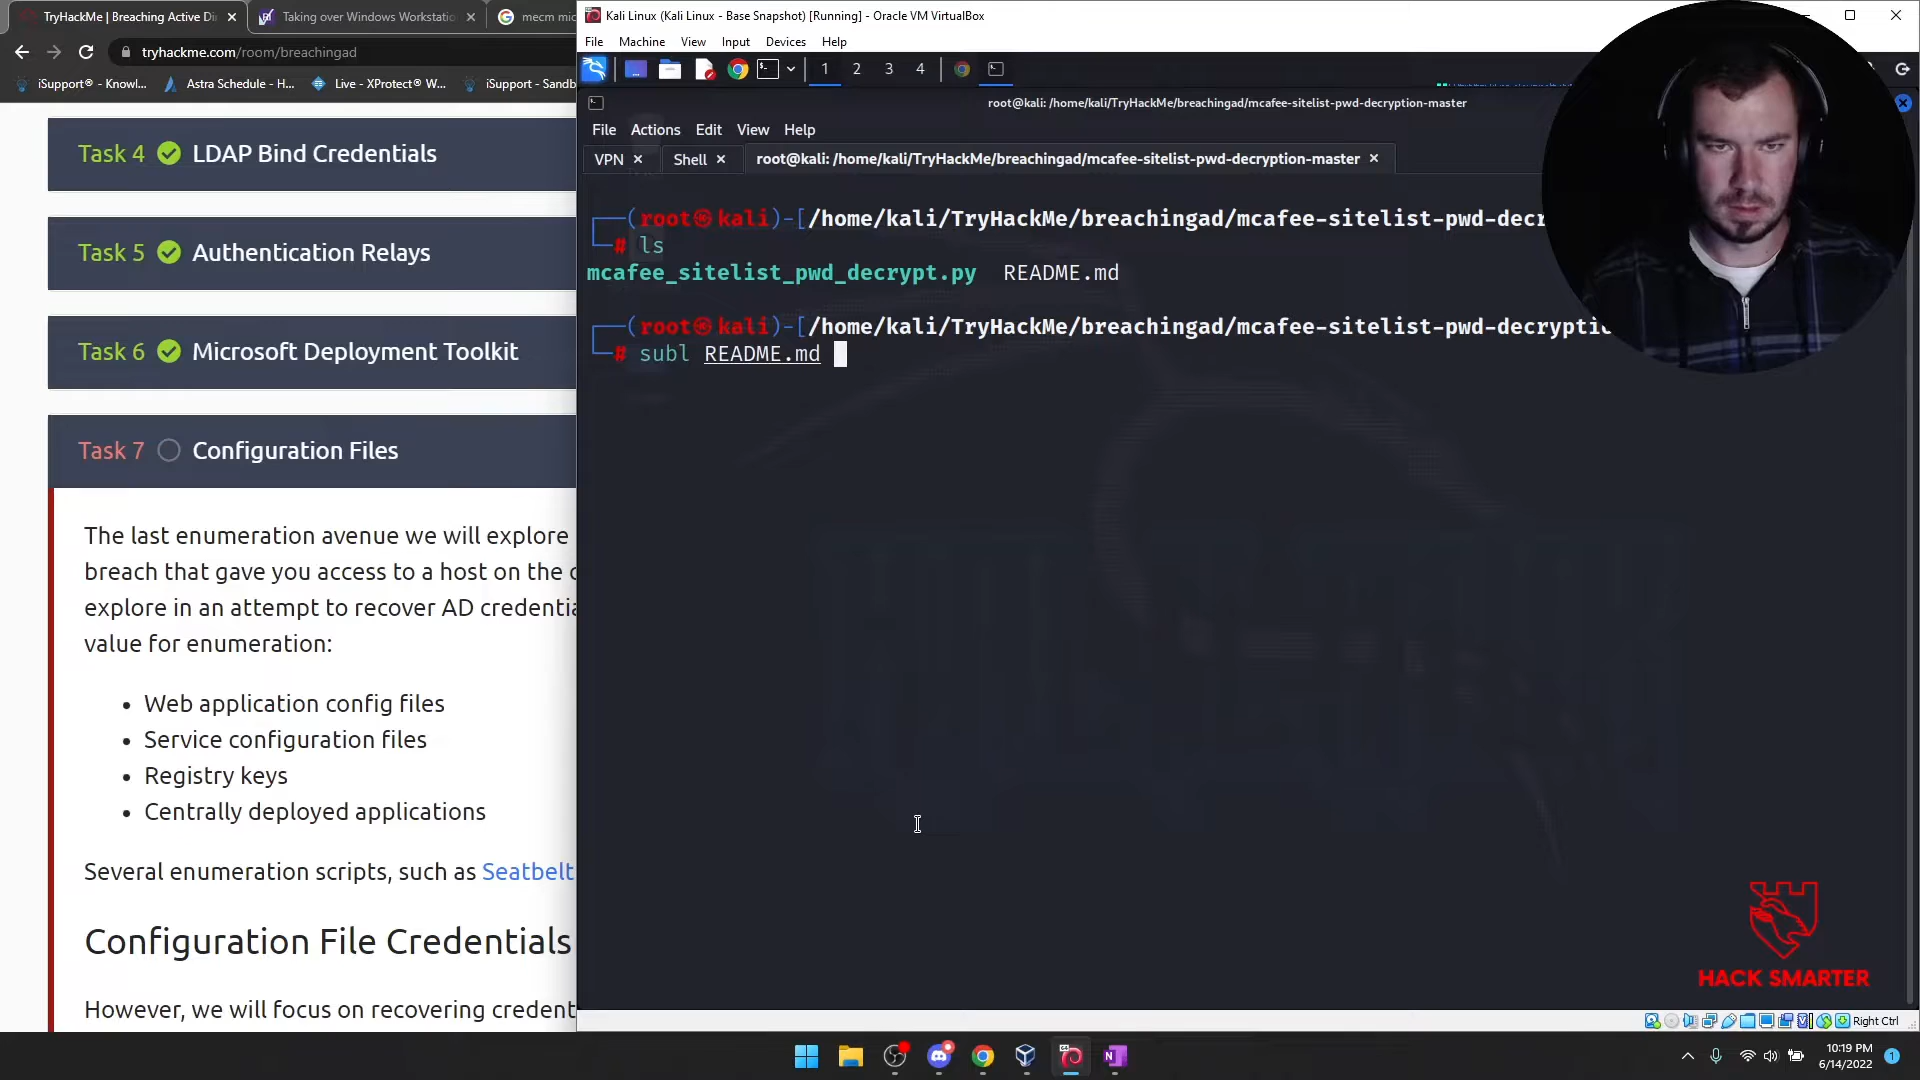 TryHackMe | Breaching Active Di
Taking over Windows Workstatio
mecm mic
tryhackme.com/room/breachingad
iSupport® - Knowl...
Astra Schedule - H...
Live - XProtect® W...
iSupport - Sandb
Task 4 LDAP Bind Credentials
Task 5 Authentication Relays
Task 6 Microsoft Deployment Toolkit
Task 7 Configuration Files
The last enumeration avenue we will explore
breach that gave you access to a host on the
explore in an attempt to recover AD credentia
value for enumeration:
• Web application config files
• Service configuration files
• Registry keys
• Centrally deployed applications
Several enumeration scripts, such as Seatbelt
Configuration File Credentials
However, we will focus on recovering credent
Kali Linux (Kali Linux - Base Snapshot) [Running] - Oracle VM VirtualBox
File Machine View Input Devices Help
1 2 3 4
root@kali: /home/kali/TryHackMe/breachingad/mcafee-sitelist-pwd-decryption-master
File Actions Edit View Help
VPN Shell root@kali: /home/kali/TryHackMe/breachingad/mcafee-sitelist-pwd-decryption-master
(root㉿kali)-[/home/kali/TryHackMe/breachingad/mcafee-sitelist-pwd-decr
# ls
mcafee_sitelist_pwd_decrypt.py README.md
(root㉿kali)-[/home/kali/TryHackMe/breachingad/mcafee-sitelist-pwd-decryptio
# subl README.md
HACK SMARTER
Right Ctrl
10:19 PM
6/14/2022
1